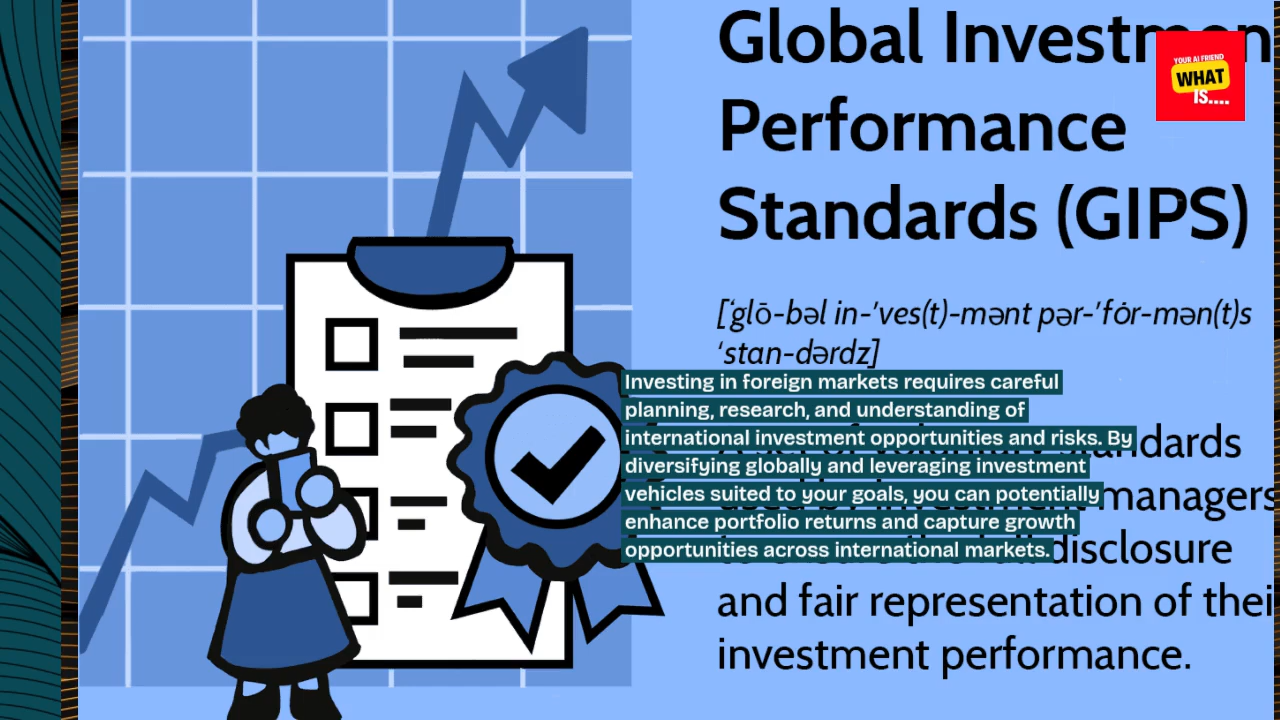 Global Investmen
Performance
Standards (GIPS)
YOUR AI FRIEND
WHAT
IS....
[ˈglō-bəl in-ˈves(t)-mənt pər-ˈfȯr-mən(t)s
ˈstan-dərdz]
Investing in foreign markets requires careful
planning, research, and understanding of
international investment opportunities and risks. By
diversifying globally and leveraging investment
vehicles suited to your goals, you can potentially
enhance portfolio returns and capture growth
opportunities across international markets.
managers
disclosure
and fair representation of thei
investment performance.